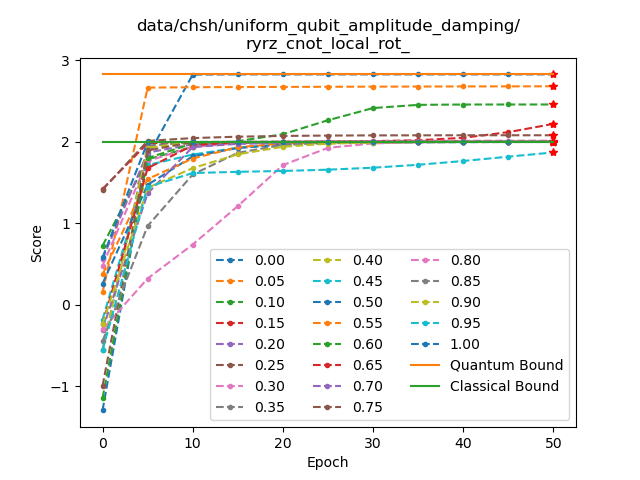 data/chsh/uniform_qubit_amplitude_damping/
ryrz_cnot_local_rot_
3
2
1
0
−1
Score
0.00 0.40 0.80
0.05 0.45 0.85
0.10 0.50 0.90
0.15 0.55 0.95
0.20 0.60 1.00
0.25 0.65 Quantum Bound
0.30 0.70 Classical Bound
0.35 0.75
0 10 20 30 40 50
Epoch